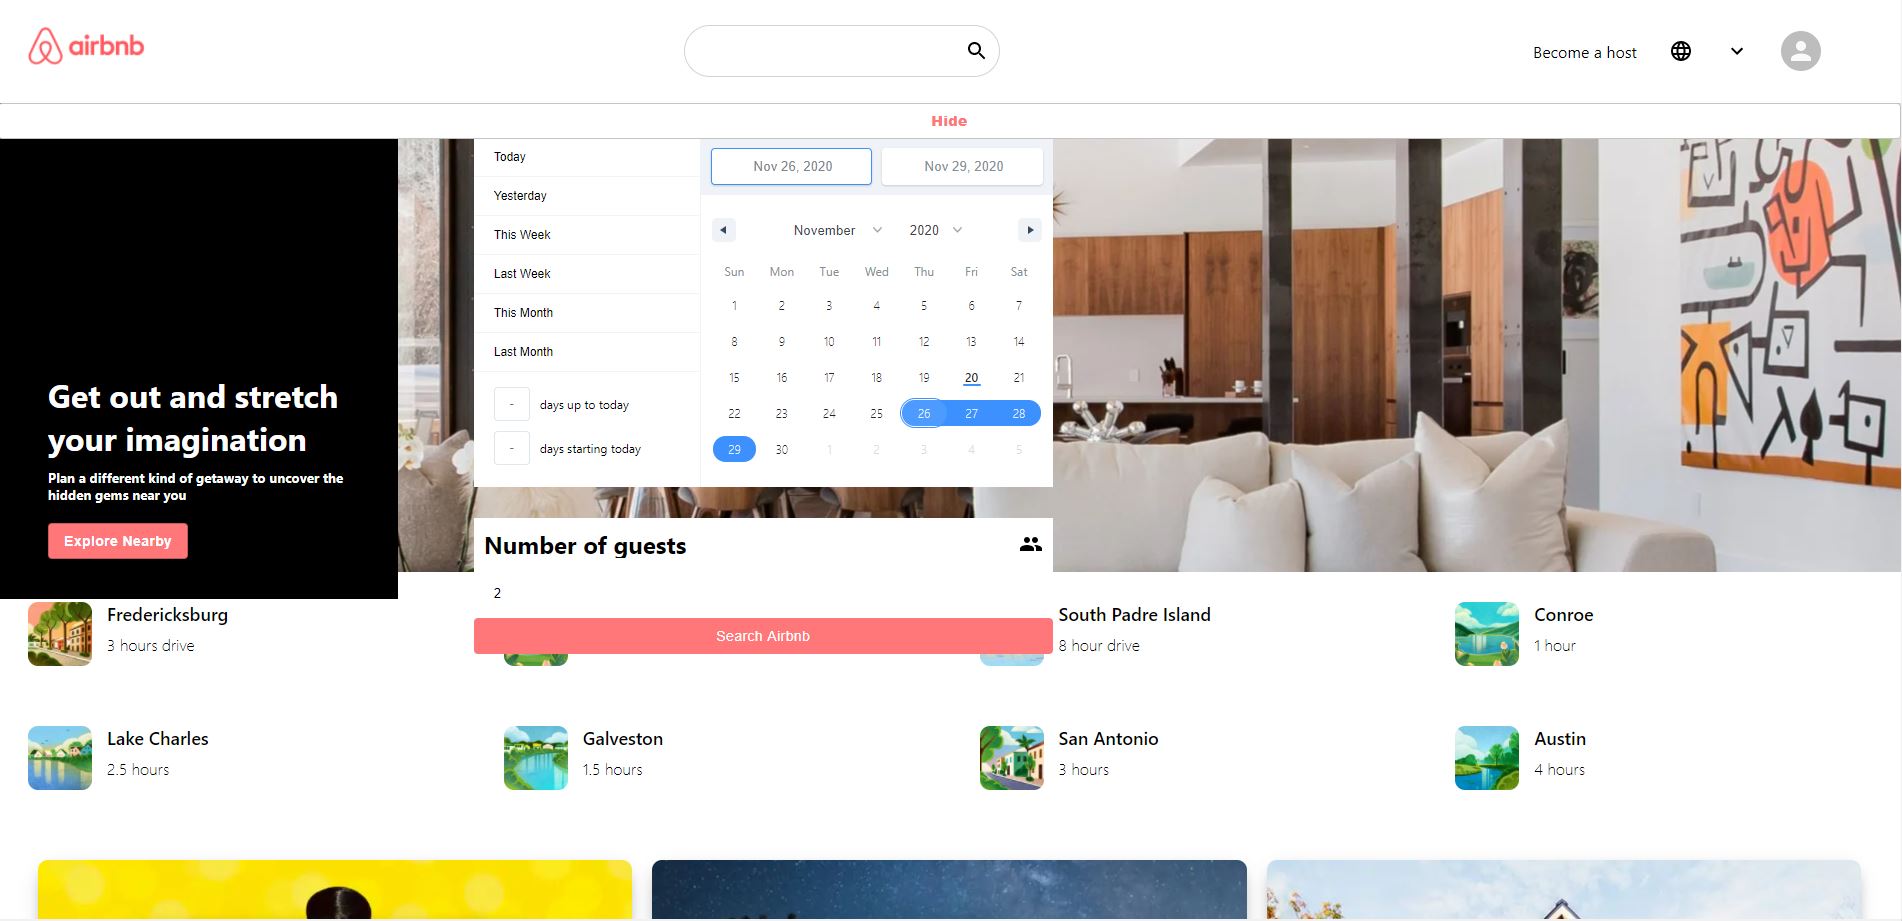 airbnb
Become a host
Hide
Today
Yesterday
This Week
Last Week
This Month
Last Month
- days up to today
- days starting today
Nov 26, 2020 Nov 29, 2020
November 2020
Sun Mon Tue Wed Thu Fri Sat
1 2 3 4 5 6 7
8 9 10 11 12 13 14
15 16 17 18 19 20 21
22 23 24 25 26 27 28
29 30 1 2 3 4 5
Get out and stretch
your imagination
Plan a different kind of getaway to uncover the
hidden gems near you
Explore Nearby
Number of guests
2
Search Airbnb
Fredericksburg
3 hours drive
South Padre Island
8 hour drive
Conroe
1 hour
Lake Charles
2.5 hours
Galveston
1.5 hours
San Antonio
3 hours
Austin
4 hours